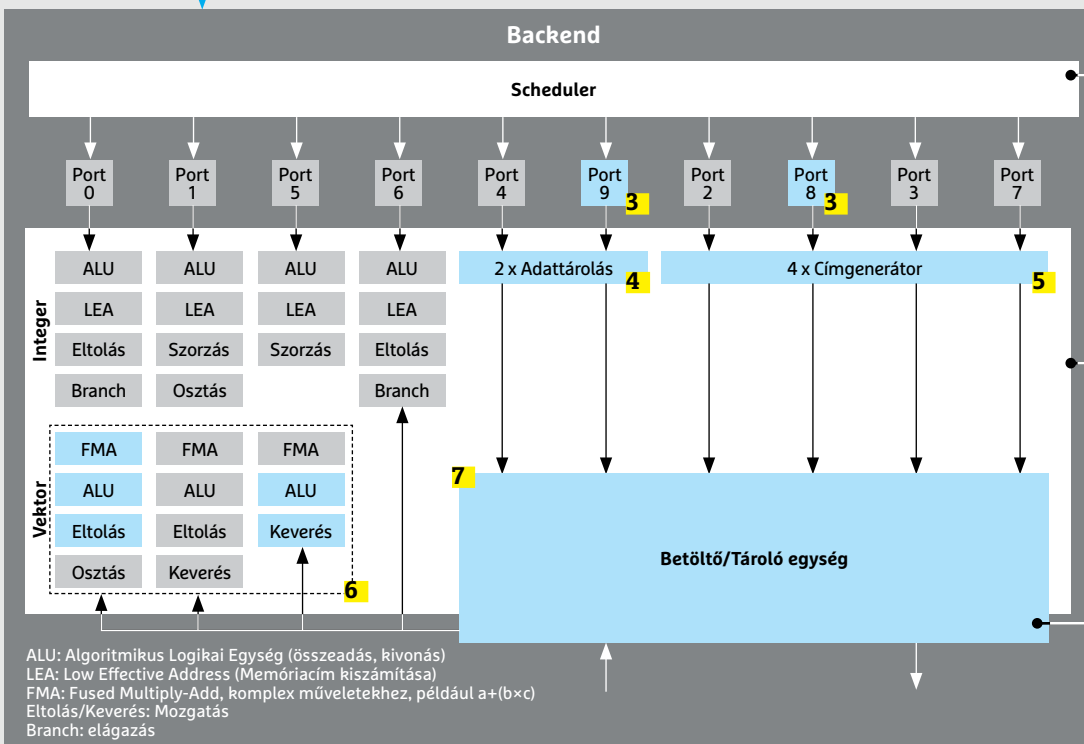 Backend
Scheduler
Port 0
Port 1
Port 5
Port 6
Port 4
Port 9
3
Port 2
Port 8
3
Port 3
Port 7
Integer
ALU
ALU
ALU
ALU
2 x Adattárolás
4
4 x Címgenerátor
5
LEA
LEA
LEA
LEA
Eltolás
Szorzás
Szorzás
Eltolás
Branch
Osztás
Branch
Vektor
FMA
FMA
FMA
7
ALU
ALU
ALU
Eltolás
Eltolás
Keverés
Osztás
Keverés
6
Betöltő/Tároló egység
ALU: Algoritmikus Logikai Egység (összeadás, kivonás)
LEA: Low Effective Address (Memóriacím kiszámítása)
FMA: Fused Multiply-Add, komplex műveletekhez, például a+(b×c)
Eltolás/Keverés: Mozgatás
Branch: elágazás